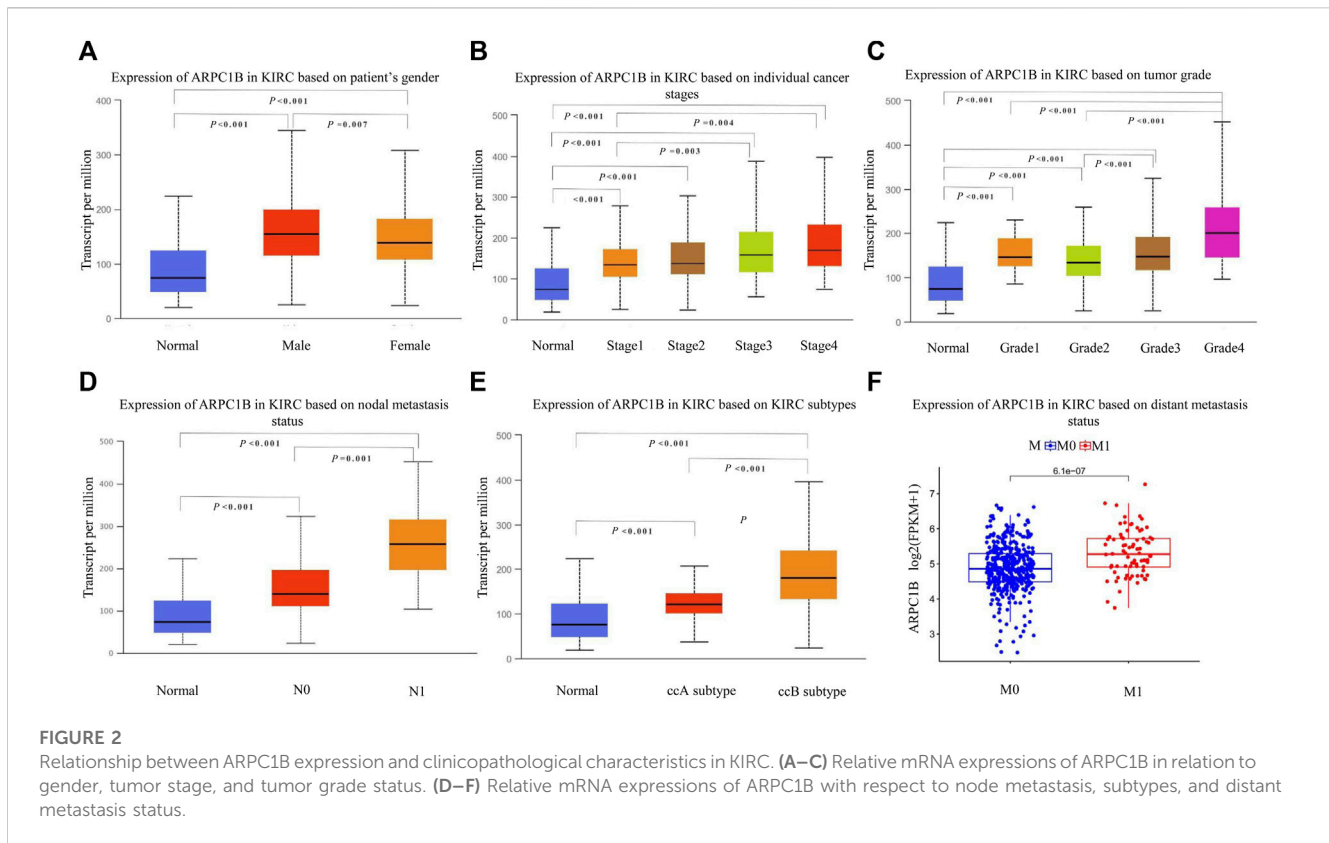 A
Expression of ARPC1B in KIRC based on patient's gender
P <0.001
P <0.001
P =0.007
Transcript per million
400
300
200
100
0
Normal
Male
Female
B
Expression of ARPC1B in KIRC based on individual cancer
stages
P <0.001
P =0.004
P <0.001
P =0.003
P <0.001
<0.001
Transcript per million
500
400
300
200
100
0
Normal
Stage1
Stage2
Stage3
Stage4
C
Expression of ARPC1B in KIRC based on tumor grade
P <0.001
P <0.001
P <0.001
P <0.001
P <0.001
P <0.001
P <0.001
Transcript per million
500
400
300
200
100
0
Normal
Grade1
Grade2
Grade3
Grade4
D
Expression of ARPC1B in KIRC based on nodal metastasis
status
P <0.001
P =0.001
P <0.001
Transcript per million
500
400
300
200
100
0
Normal
N0
N1
E
Expression of ARPC1B in KIRC based on KIRC subtypes
P <0.001
P <0.001
P <0.001
P
Transcript per million
500
400
300
200
100
0
Normal
ccA subtype
ccB subtype
F
Expression of ARPC1B in KIRC based on distant metastasis
status
M M0 M1
6.1e-07
ARPC1B log2(FPKM+1)
7
6
5
4
3
M0
M1
FIGURE 2
Relationship between ARPC1B expression and clinicopathological characteristics in KIRC. (A–C) Relative mRNA expressions of ARPC1B in relation to
gender, tumor stage, and tumor grade status. (D–F) Relative mRNA expressions of ARPC1B with respect to node metastasis, subtypes, and distant
metastasis status.